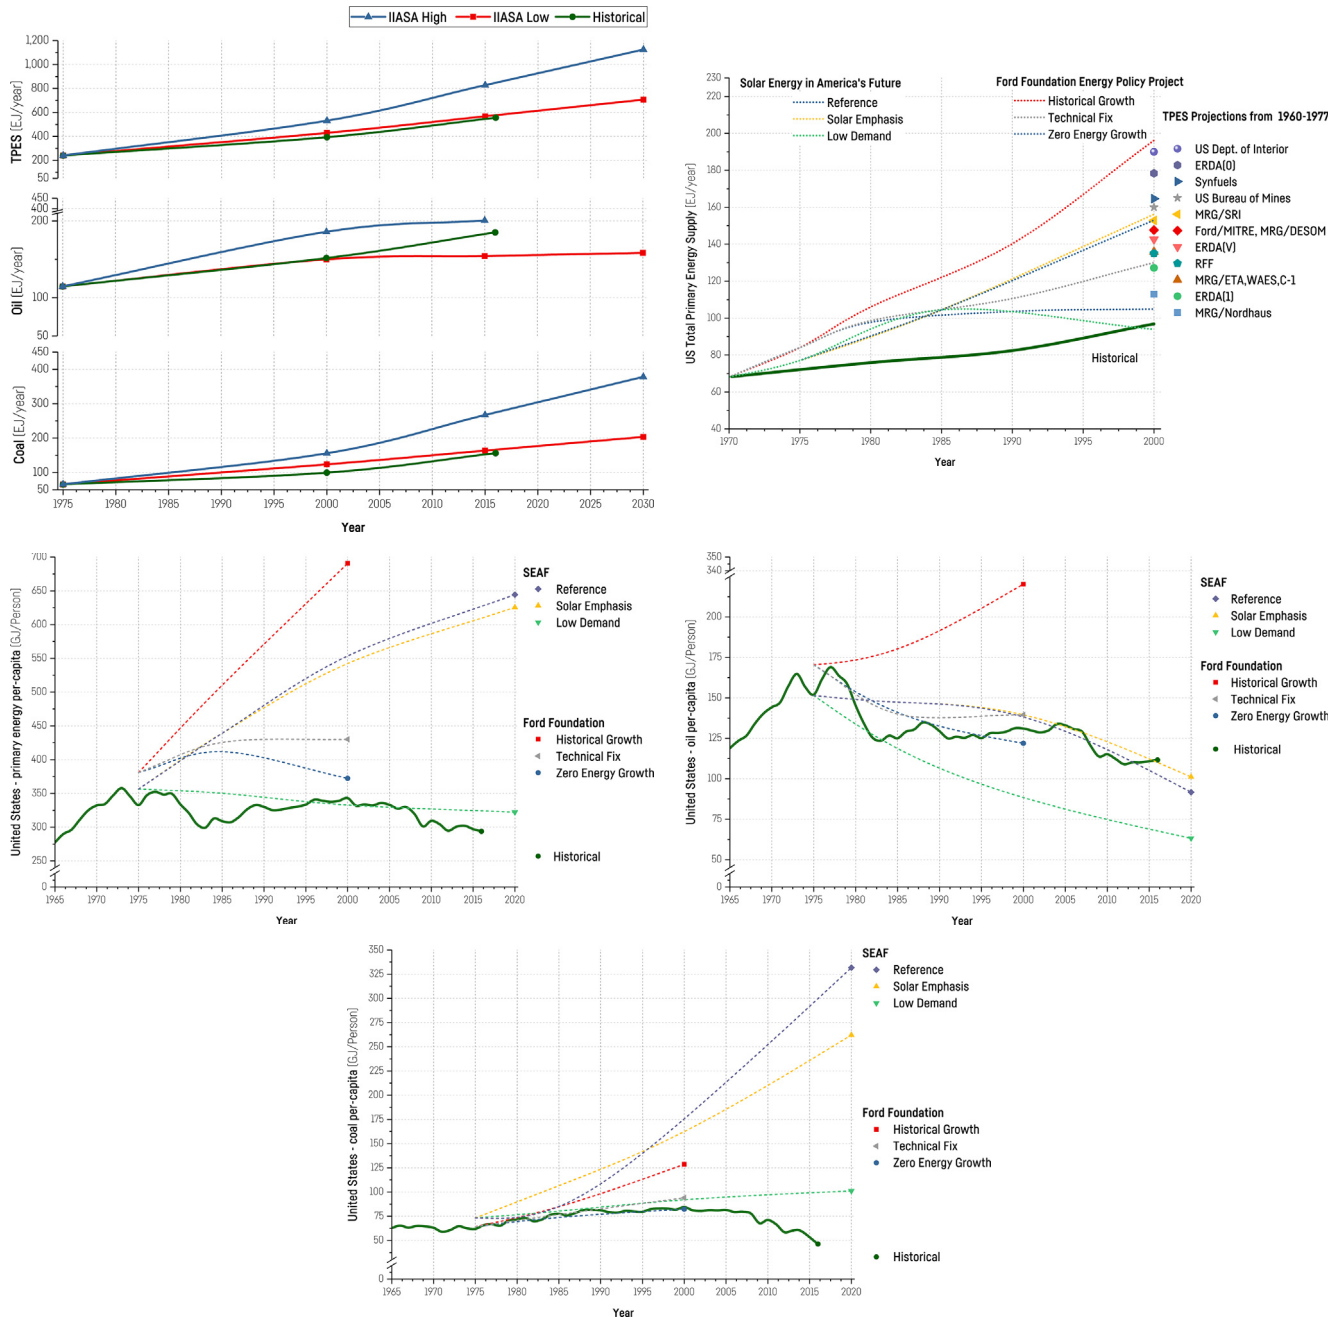 IIASA High IIASA Low Historical
1,200
1,000
800
600
400
200
50
TPES [EJ/year]
450
400
200
100
50
Oil [EJ/year]
450
400
300
200
100
50
Coal [EJ/year]
1975 1980 1985 1990 1995 2000 2005 2010 2015 2020 2025 2030
Year
230
220
200
180
160
140
120
100
80
60
40
US Total Primary Energy Supply [EJ/year]
Solar Energy in America's Future
Reference
Solar Emphasis
Low Demand
Ford Foundation Energy Policy Project
Historical Growth
Technical Fix
Zero Energy Growth
TPES Projections from 1960-1977
US Dept. of Interior
ERDA(0)
Synfuels
US Bureau of Mines
MRG/SRI
Ford/MITRE, MRG/DESOM
ERDA(V)
RFF
MRG/ETA,WAES,C-1
ERDA(1)
MRG/Nordhaus
Historical
1970 1975 1980 1985 1990 1995 2000
Year
700
650
600
550
500
450
400
350
300
250
0
United States - primary energy per-capita [GJ/Person]
SEAF
Reference
Solar Emphasis
Low Demand
Ford Foundation
Historical Growth
Technical Fix
Zero Energy Growth
Historical
1965 1970 1975 1980 1985 1990 1995 2000 2005 2010 2015 2020
Year
350
340
200
175
150
125
100
75
50
0
United States - oil per-capita [GJ/Person]
SEAF
Reference
Solar Emphasis
Low Demand
Ford Foundation
Historical Growth
Technical Fix
Zero Energy Growth
Historical
1965 1970 1975 1980 1985 1990 1995 2000 2005 2010 2015 2020
Year
350
325
300
275
250
225
200
175
150
125
100
75
50
0
United States - coal per-capita [GJ/Person]
SEAF
Reference
Solar Emphasis
Low Demand
Ford Foundation
Historical Growth
Technical Fix
Zero Energy Growth
Historical
1965 1970 1975 1980 1985 1990 1995 2000 2005 2010 2015 2020
Year